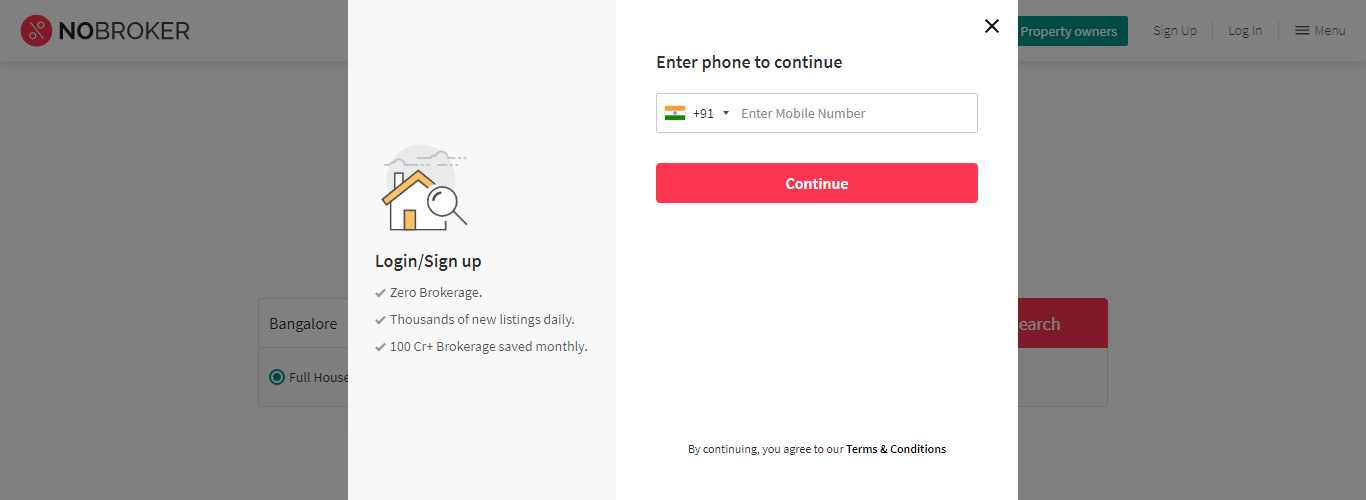 NOBROKER
Property owners
Sign Up
Log In
Menu
Enter phone to continue
+91
Enter Mobile Number
Continue
Login/Sign up
Zero Brokerage.
Thousands of new listings daily.
100 Cr+ Brokerage saved monthly.
Bangalore
earch
Full House
By continuing, you agree to our Terms & Conditions